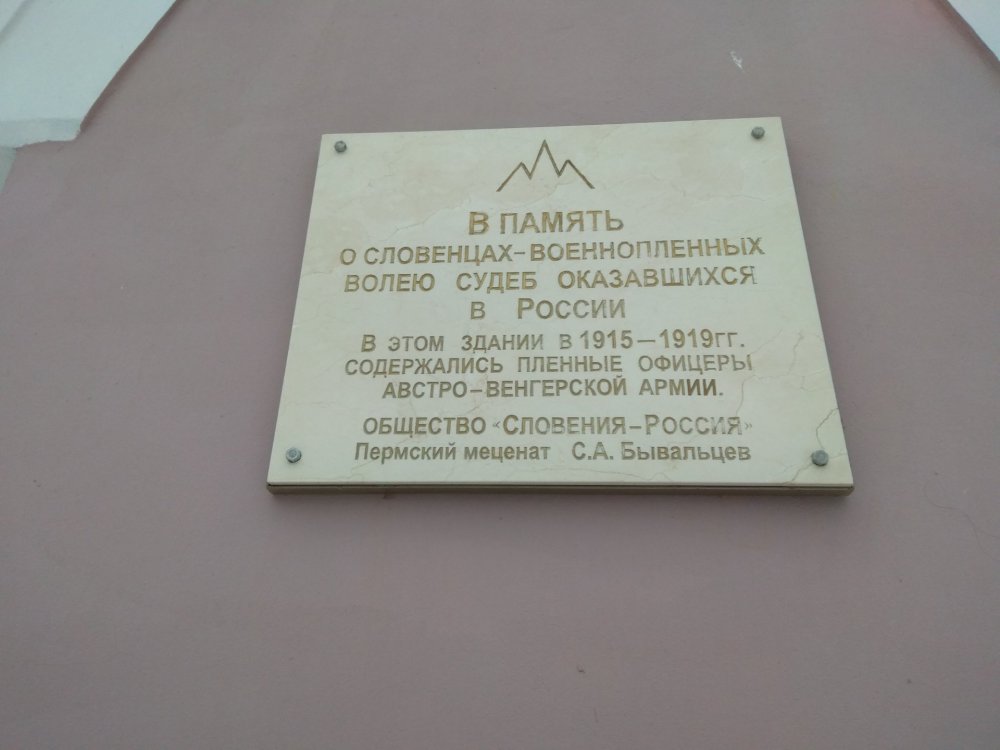 В ПАМЯТЬ
О СЛОВЕНЦАХ-ВОЕННОПЛЕННЫХ
ВОЛЕЮ СУДЕБ ОКАЗАВШИХСЯ
В РОССИИ
В ЭТОМ ЗДАНИИ В 1915-1919ГГ.
СОДЕРЖАЛИСЬ ПЛЕННЫЕ ОФИЦЕРЫ
АВСТРО-ВЕНГЕРСКОЙ АРМИИ.
ОБЩЕСТВО «СЛОВЕНИЯ-РОССИЯ»
Пермский меценат С.А. Бывальцев